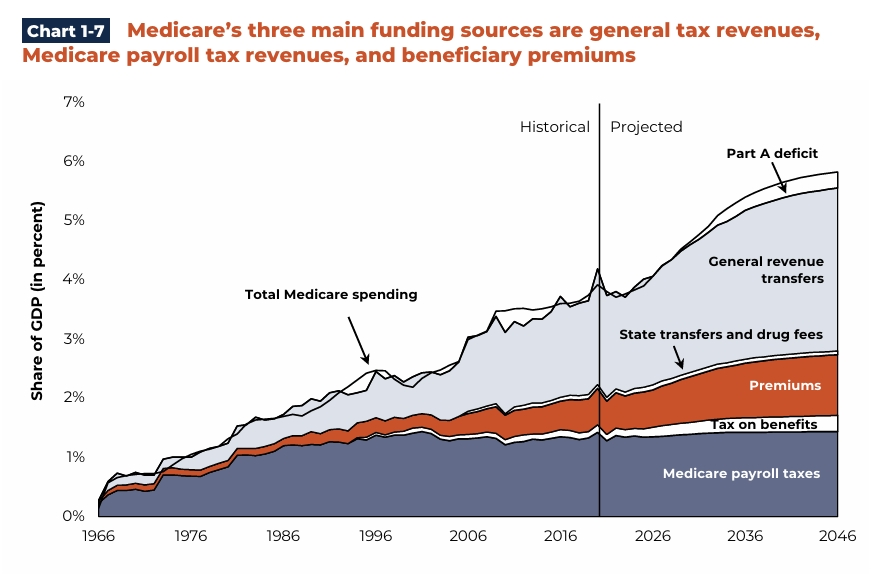 Chart 1-7 Medicare’s three main funding sources are general tax revenues,
Medicare payroll tax revenues, and beneficiary premiums
7%
Historical
Projected
6%
Part A deficit
5%
Share of GDP (in percent)
General revenue
transfers
4%
Total Medicare spending
State transfers and drug fees
3%
2%
Premiums
Tax on benefits
1%
Medicare payroll taxes
0%
1966 1976 1986 1996 2006 2016 2026 2036 2046